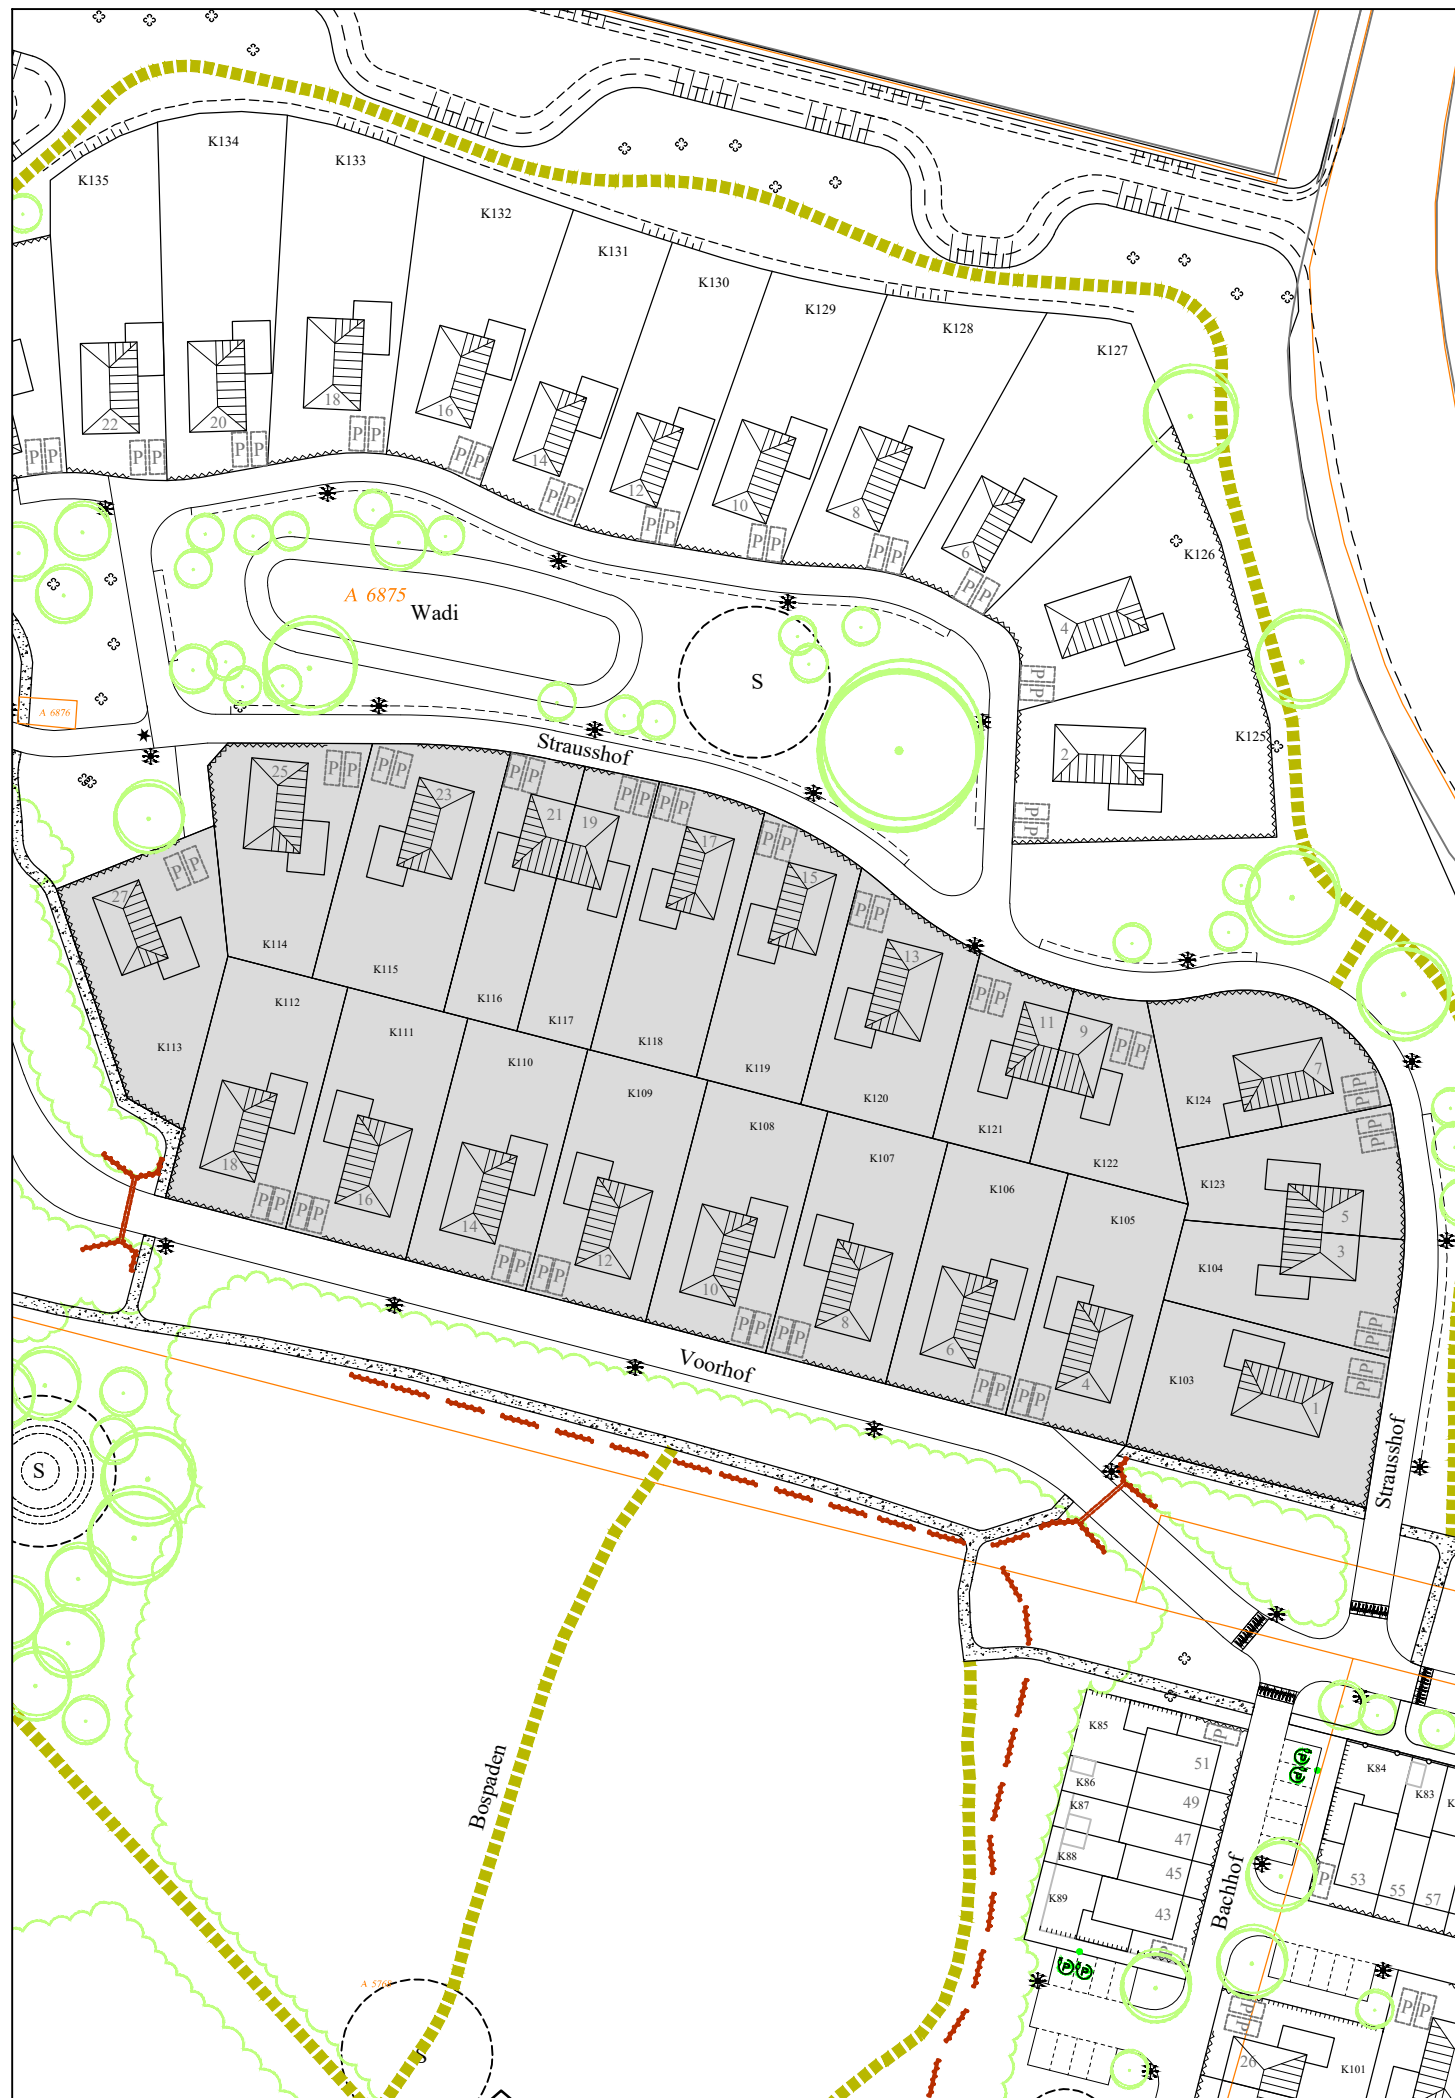 K134
K133
K135
K132
K131
K130
K129
K128
K127
22
20
18
16
14
12
10
8
6
P P
P P
P P
P P
P P
P P
P P
P P
P P
P P
K126
4
P P
K125
2
P P
A 6875
Wadi
S
A 6876
Strausshof
25
P P
P P
23
P P
21
19
P P
P P
17
P P
15
P P
13
P P
11
9
P P
7
P P
27
P P
K114
K115
K116
K117
K118
K119
K120
K121
K122
K124
K123
P P
5
3
K113
K112
K111
K110
K109
K108
K107
K106
K105
K104
K103
P P
P P
1
18
P P
P P
16
14
P P
P P
12
10
P P
P P
8
6
P P
P P
4
Voorhof
Strausshof
S
Bospaden
K85
P
51
K86
49
K87
47
K88
45
K89
43
P
Bachhof
P
P
K84
K83
K
P
53
55
57
A 5768
S
P
P
P P
P P
26
K101